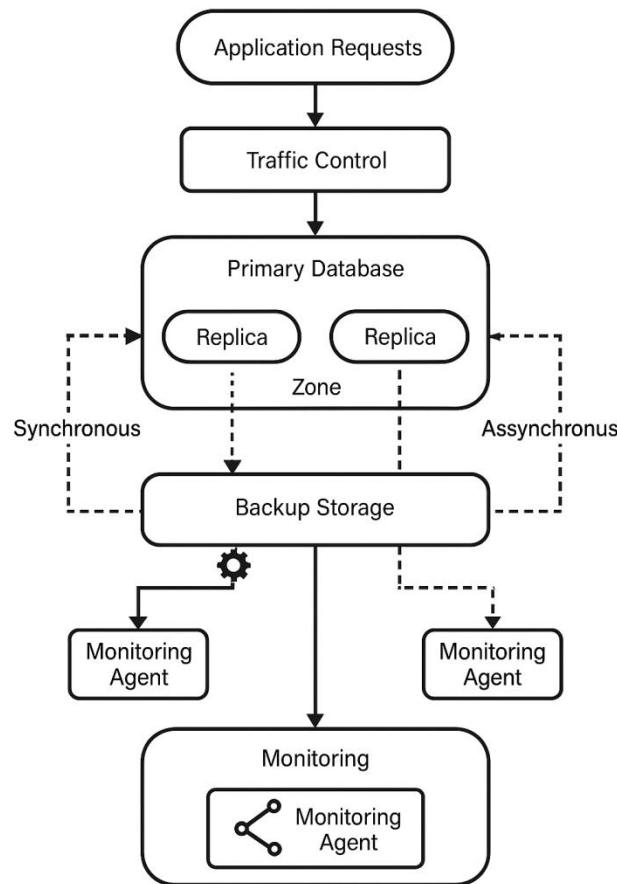 Application Requests
Traffic Control
Primary Database
Replica
Replica
Zone
Synchronous
Assynchronus
Backup Storage
Monitoring
Agent
Monitoring
Agent
Monitoring
Monitoring
Agent